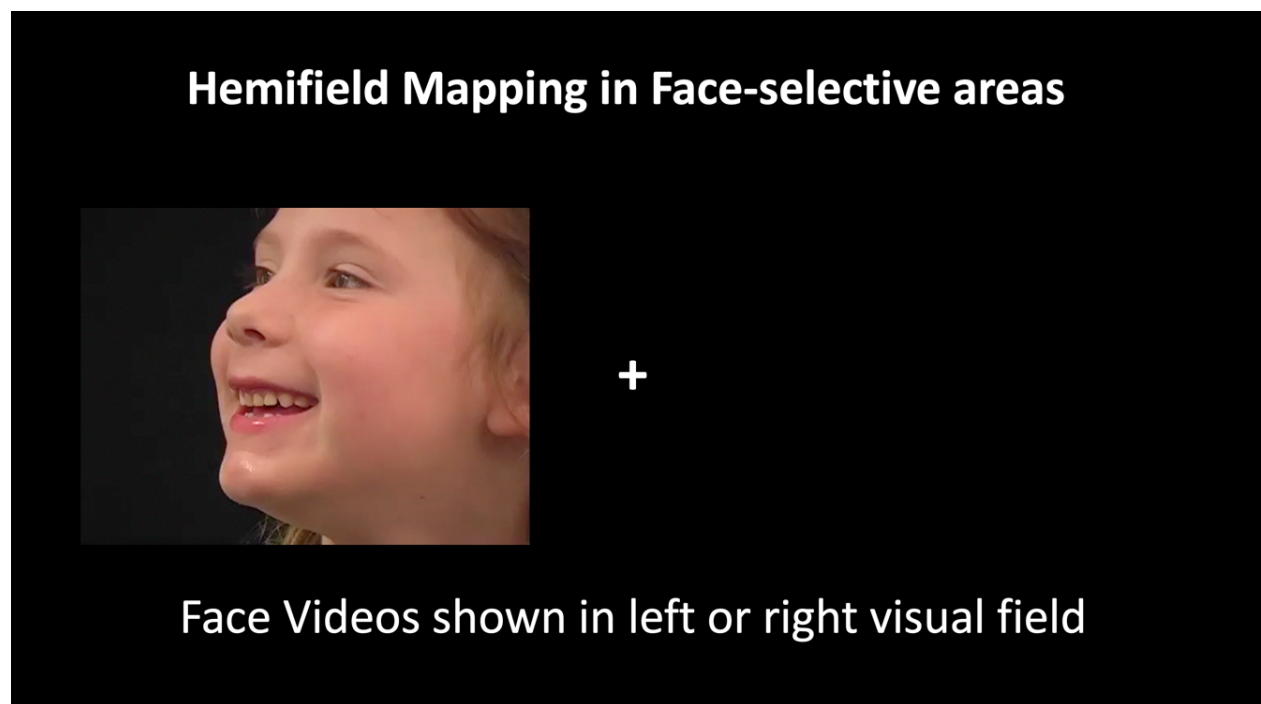 Hemifield Mapping in Face-selective areas
+
Face Videos shown in left or right visual field